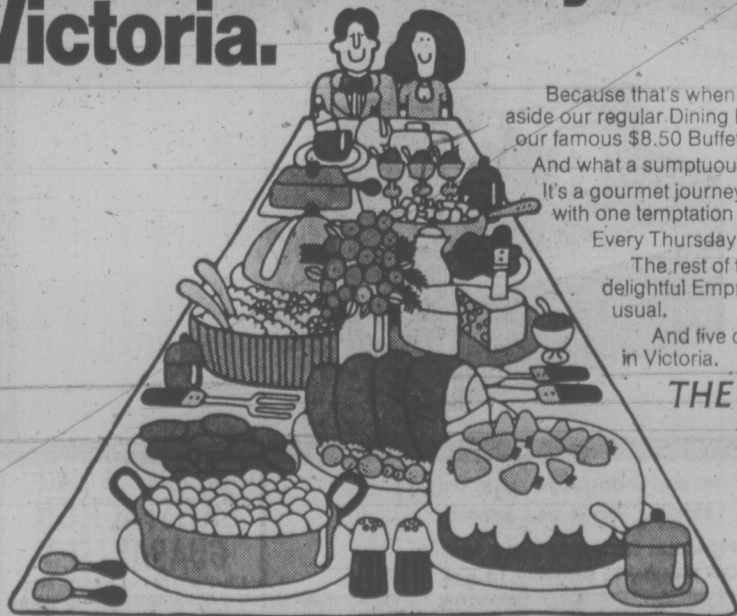 Victoria.
Because that's when
aside our regular Dining
our famous $8.50 Buffe
And what a sumptuou
It's a gourmet journey
with one temptation
Every Thursday
The rest of
delightful Emp
usual.
And five
in Victoria.
THE